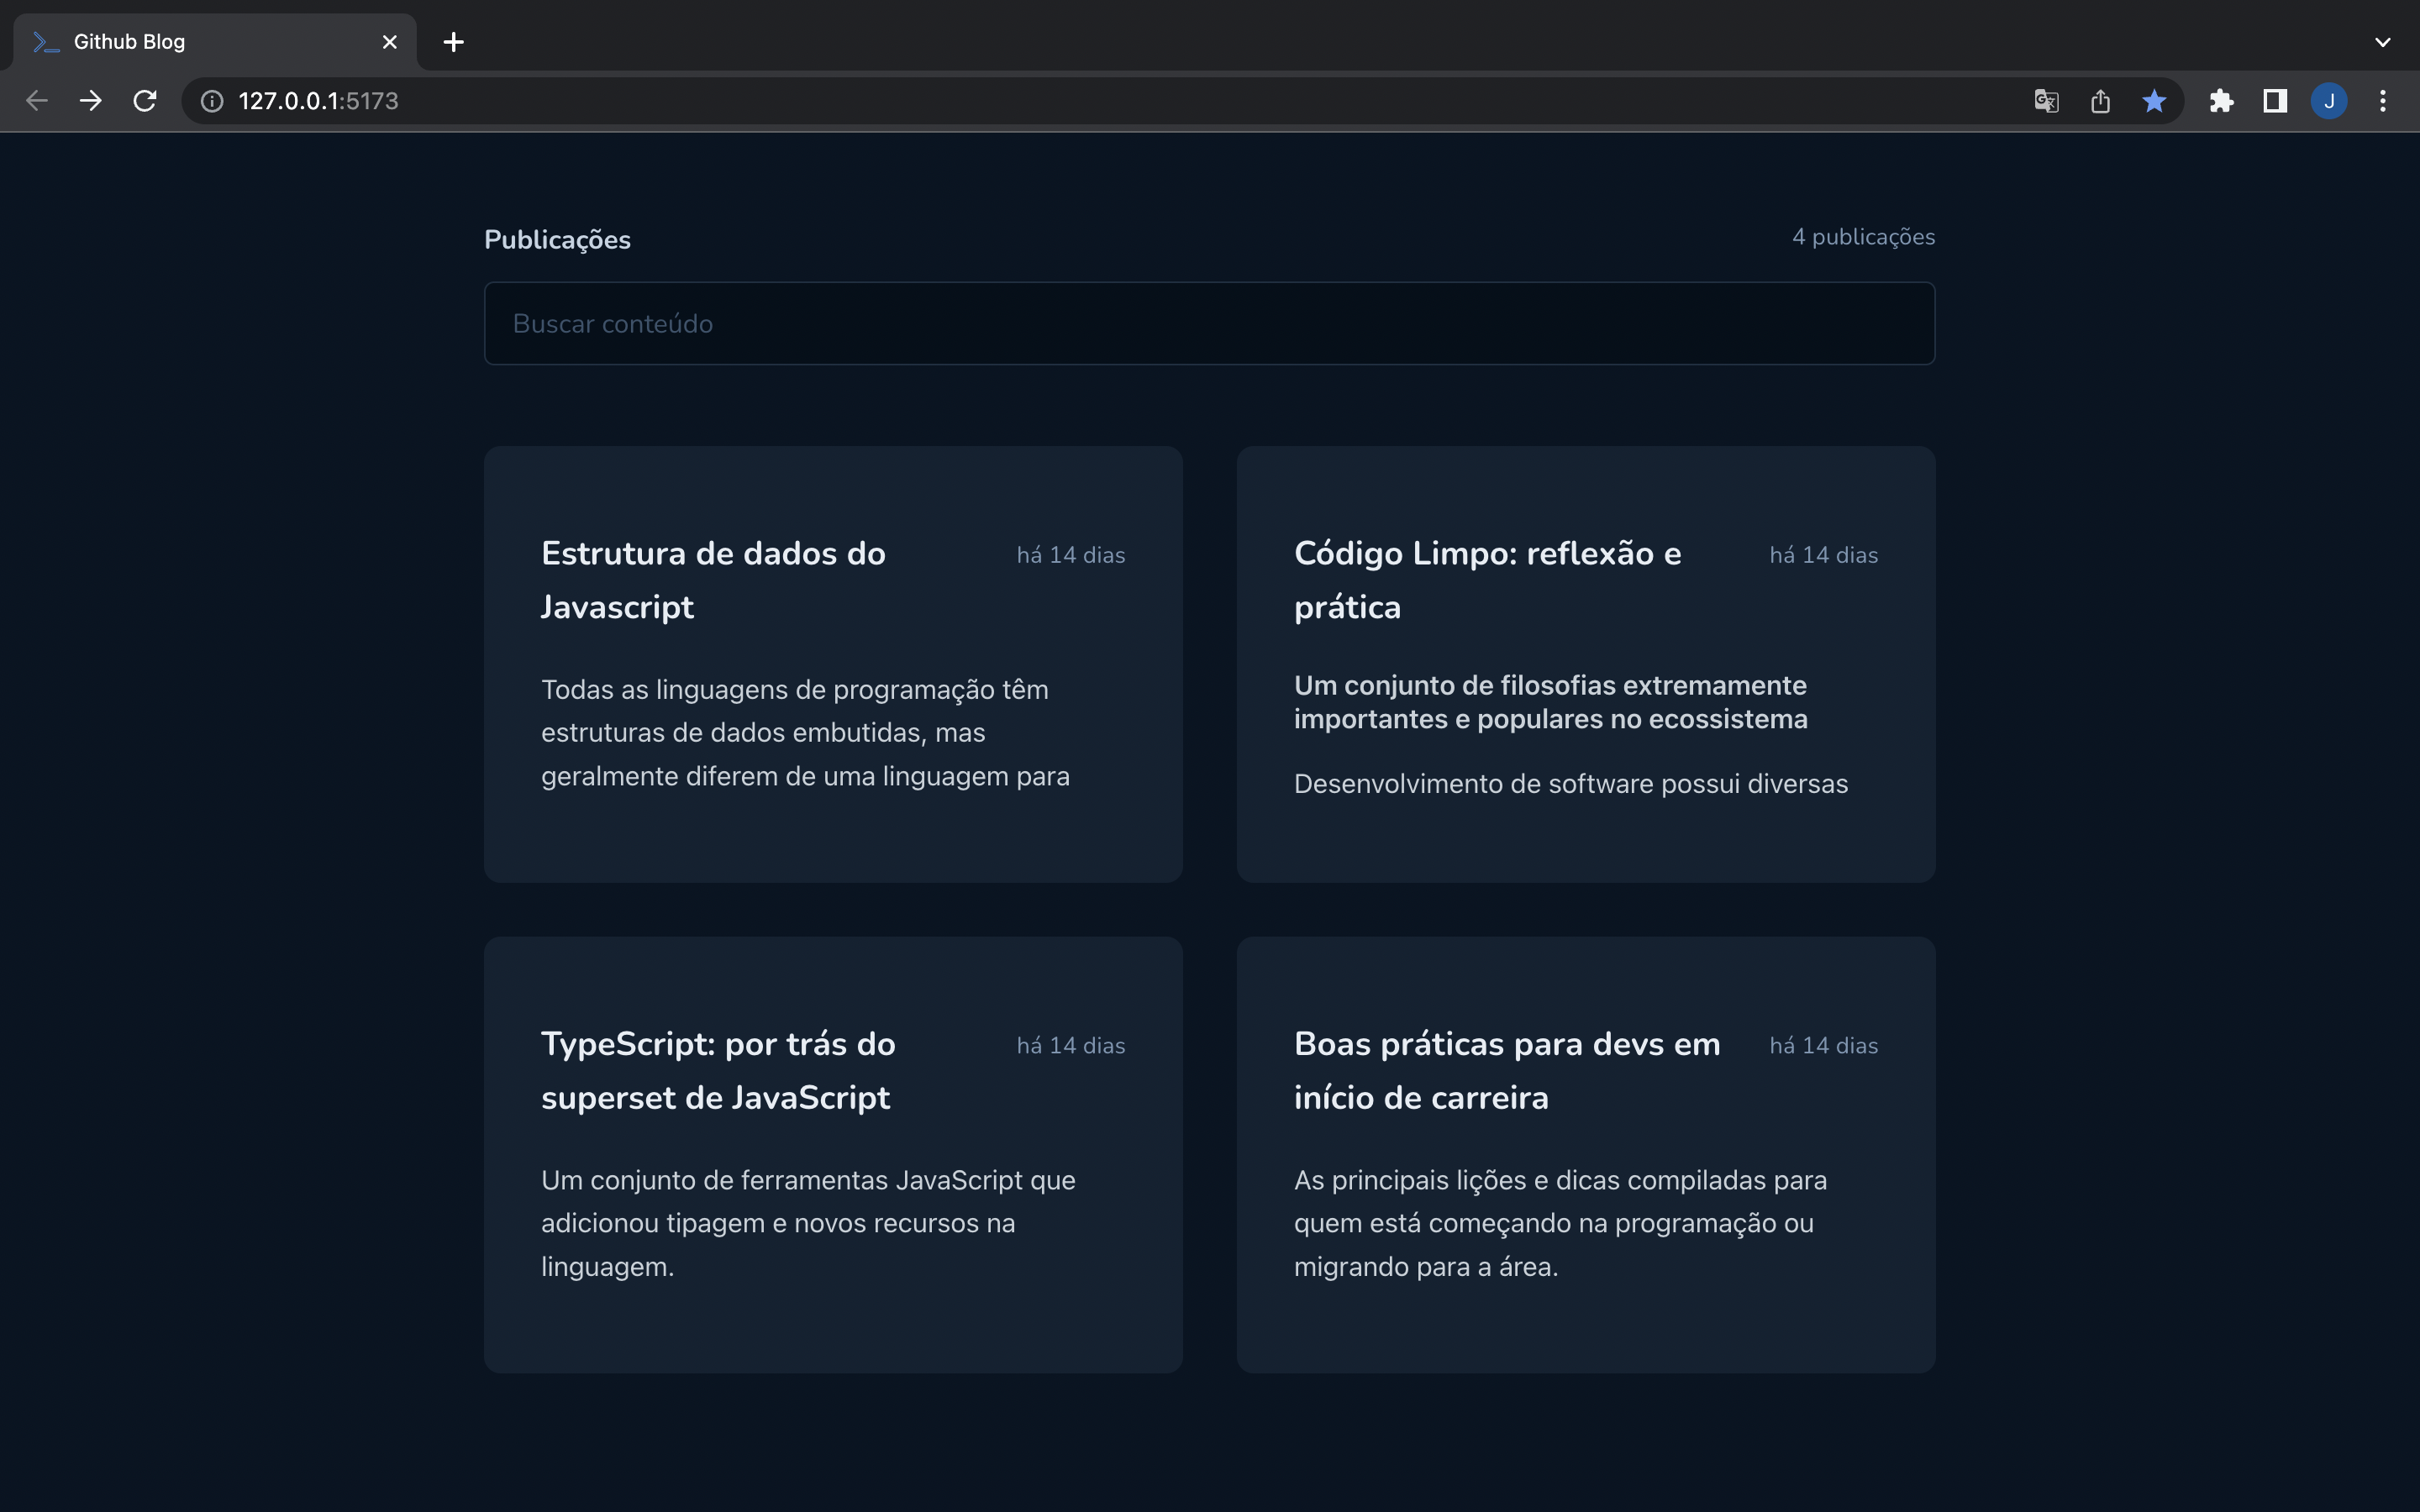 Github Blog
127.0.0.1:5173
J
Publicações
4 publicações
Buscar conteúdo
Estrutura de dados do
Javascript
há 14 dias
Todas as linguagens de programação têm
estruturas de dados embutidas, mas
geralmente diferem de uma linguagem para
Código Limpo: reflexão e
prática
há 14 dias
Um conjunto de filosofias extremamente
importantes e populares no ecossistema
Desenvolvimento de software possui diversas
TypeScript: por trás do
superset de JavaScript
há 14 dias
Um conjunto de ferramentas JavaScript que
adicionou tipagem e novos recursos na
linguagem.
Boas práticas para devs em
início de carreira
há 14 dias
As principais lições e dicas compiladas para
quem está começando na programação ou
migrando para a área.